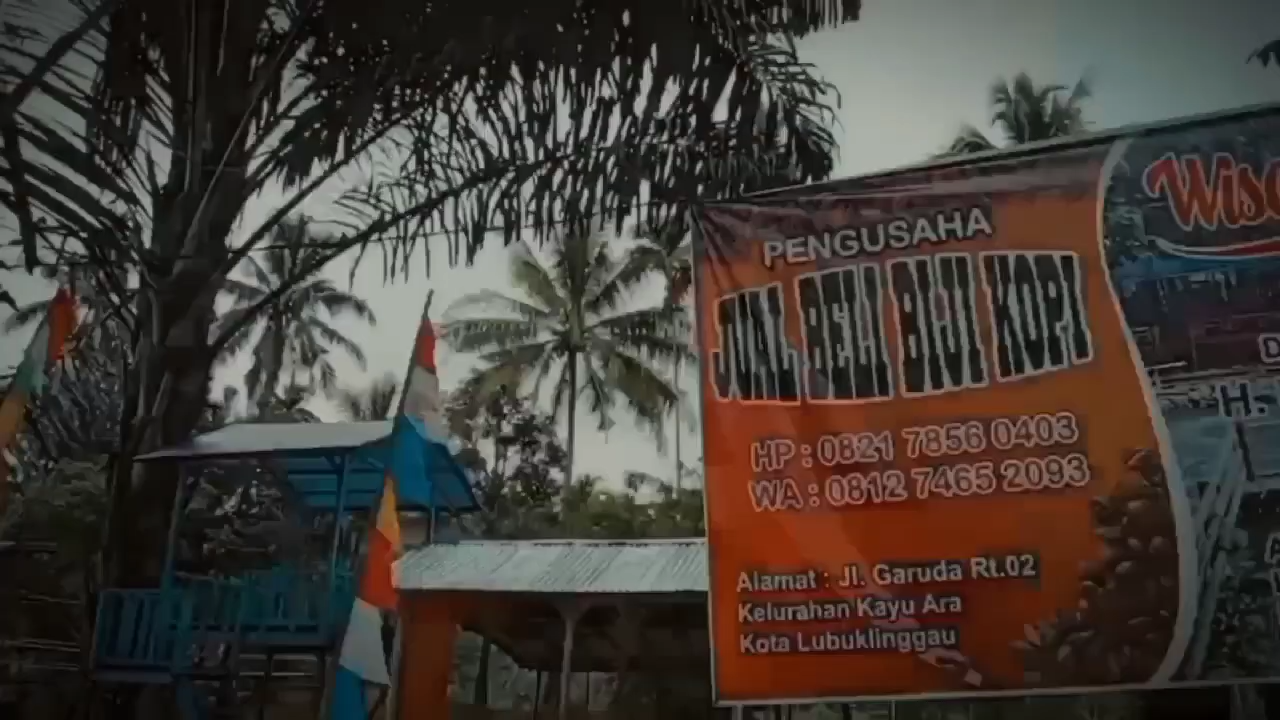 PENGUSAHA
JUAL BELI BIJI KOPI
HP : 0821 7856 0403
WA : 0812 7465 2093
Alamat : Jl. Garuda Rt.02
Kelurahan Kayu Ara
Kota Lubuklinggau
H.